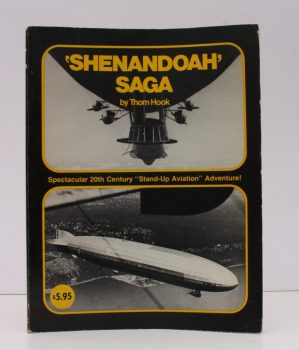 'SHENANDOAH'
SAGA
by Thom Hook
Spectacular 20th Century "Stand-Up Aviation" Adventure!
$5.95